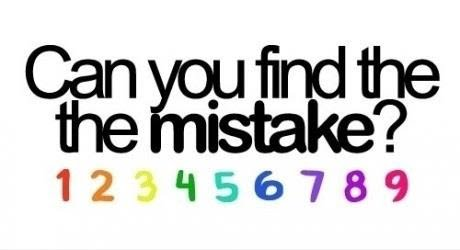 Can you find the
the mistake?
1 2 3 4 5 6 7 8 9